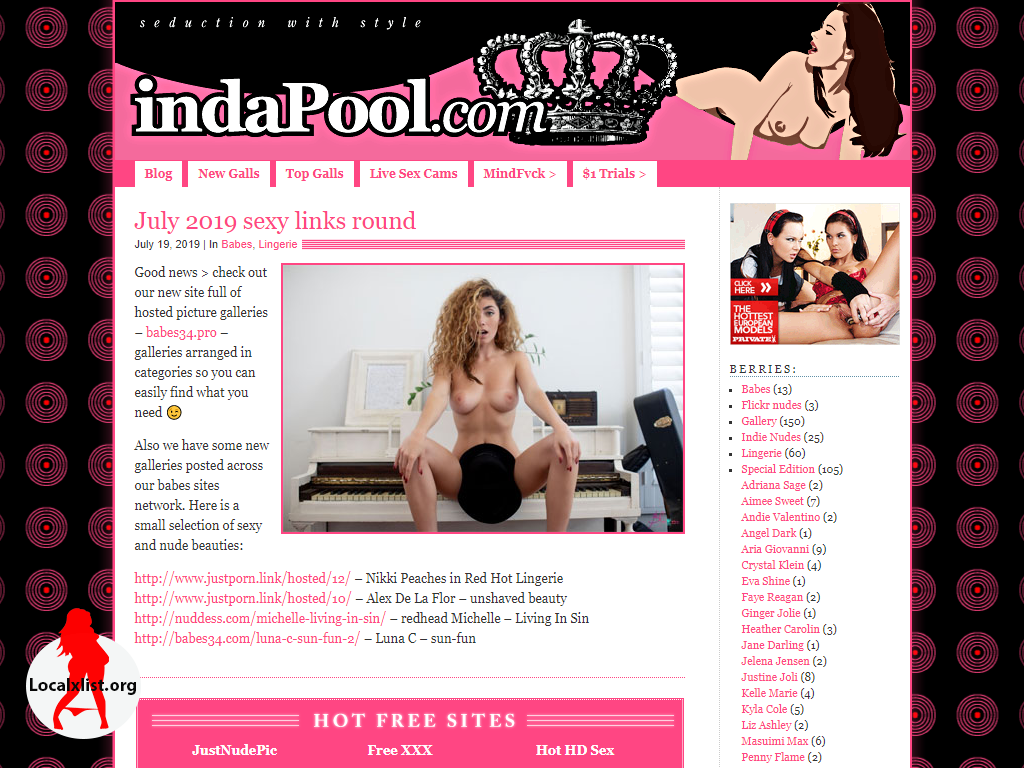 seduction with style
indaPool.com
Blog
New Galls
Top Galls
Live Sex Cams
MindFvck >
$1 Trials >
July 2019 sexy links round
July 19, 2019 | In Babes, Lingerie
Good news > check out
our new site full of
hosted picture galleries
– babes34.pro –
galleries arranged in
categories so you can
easily find what you
need 😉
Also we have some new
galleries posted across
our babes sites
network. Here is a
small selection of sexy
and nude beauties:
http://www.justporn.link/hosted/12/ – Nikki Peaches in Red Hot Lingerie
http://www.justporn.link/hosted/10/ – Alex De La Flor – unshaved beauty
http://nuddess.com/michelle-living-in-sin/ – redhead Michelle – Living In Sin
http://babes34.com/luna-c-sun-fun-2/ – Luna C – sun-fun
HOT FREE SITES
JustNudePic
Free XXX
Hot HD Sex
CLICK
HERE
THE
HOTTEST
EUROPEAN
MODELS
PRIVATE
BERRIES:
Babes (13)
Flickr nudes (3)
Gallery (150)
Indie Nudes (25)
Lingerie (60)
Special Edition (105)
Adriana Sage (2)
Aimee Sweet (7)
Andie Valentino (2)
Angel Dark (1)
Aria Giovanni (9)
Crystal Klein (4)
Eva Shine (1)
Faye Reagan (2)
Ginger Jolie (1)
Heather Carolin (3)
Jane Darling (1)
Jelena Jensen (2)
Justine Joli (8)
Kelle Marie (4)
Kyla Cole (5)
Liz Ashley (2)
Masuimi Max (6)
Penny Flame (2)
Localxlist.org